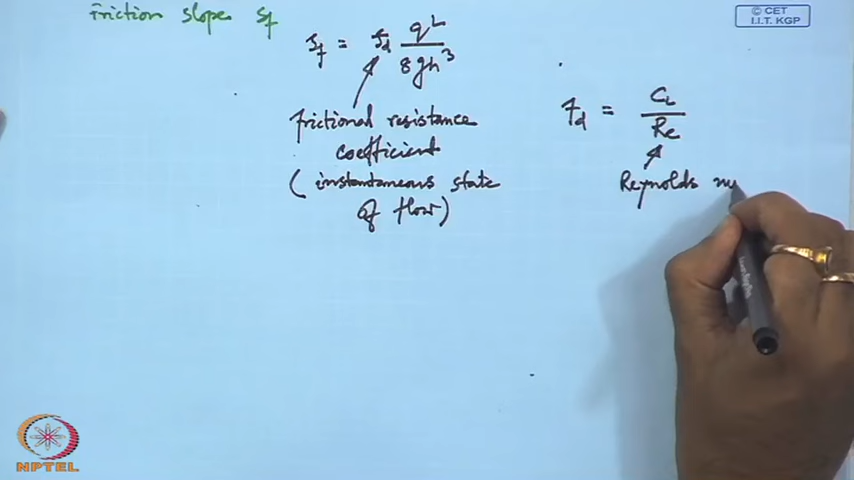 Friction slope Sf
© CET
I.I.T. KGP
Sf = fd q² / 8gh³
frictional resistance
coefficient
( instantaneous state
of flow)
fd = CL / Re
Reynolds nu
NPTEL